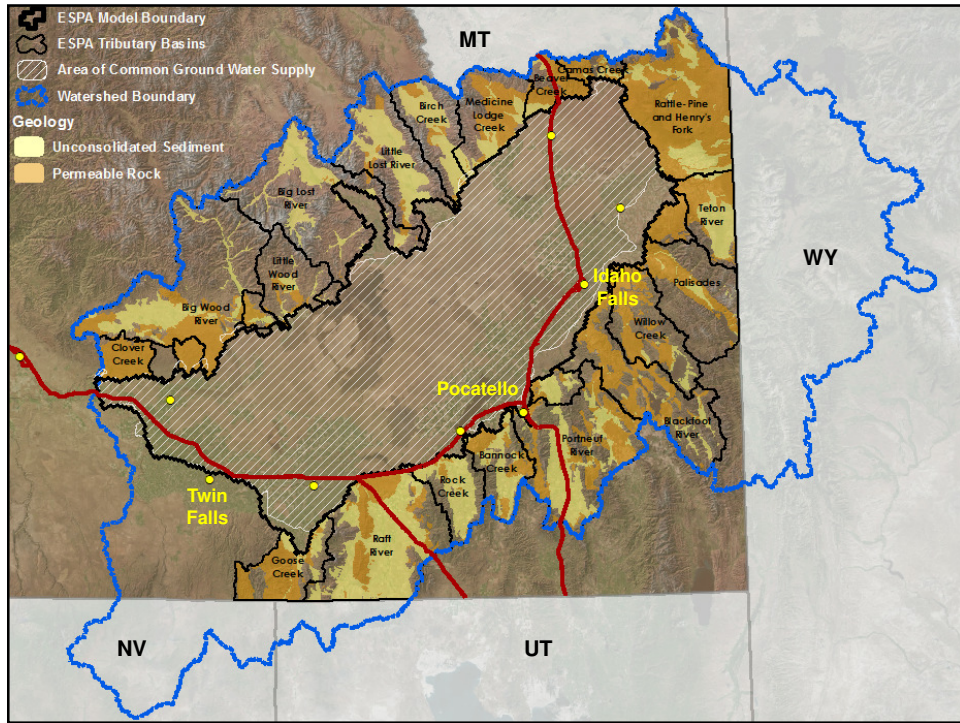 ESPA Model Boundary
ESPA Tributary Basins
Area of Common Ground Water Supply
Watershed Boundary
Geology
Unconsolidated Sediment
Permeable Rock
MT
Camas Creek
Beaver
Creek
Birch
Creek
Medicine
Lodge
Creek
Rattle-Pine
and Henry's
Fork
Little
Lost River
Big Lost
River
Teton
River
WY
Little
Wood
River
Idaho
Falls
Palisades
Big Wood
River
Willow
Creek
Clover
Creek
Pocatello
Blackfoot
River
Portneuf
River
Bannock
Creek
Rock
Creek
Twin
Falls
Raft
River
Goose
Creek
NV
UT